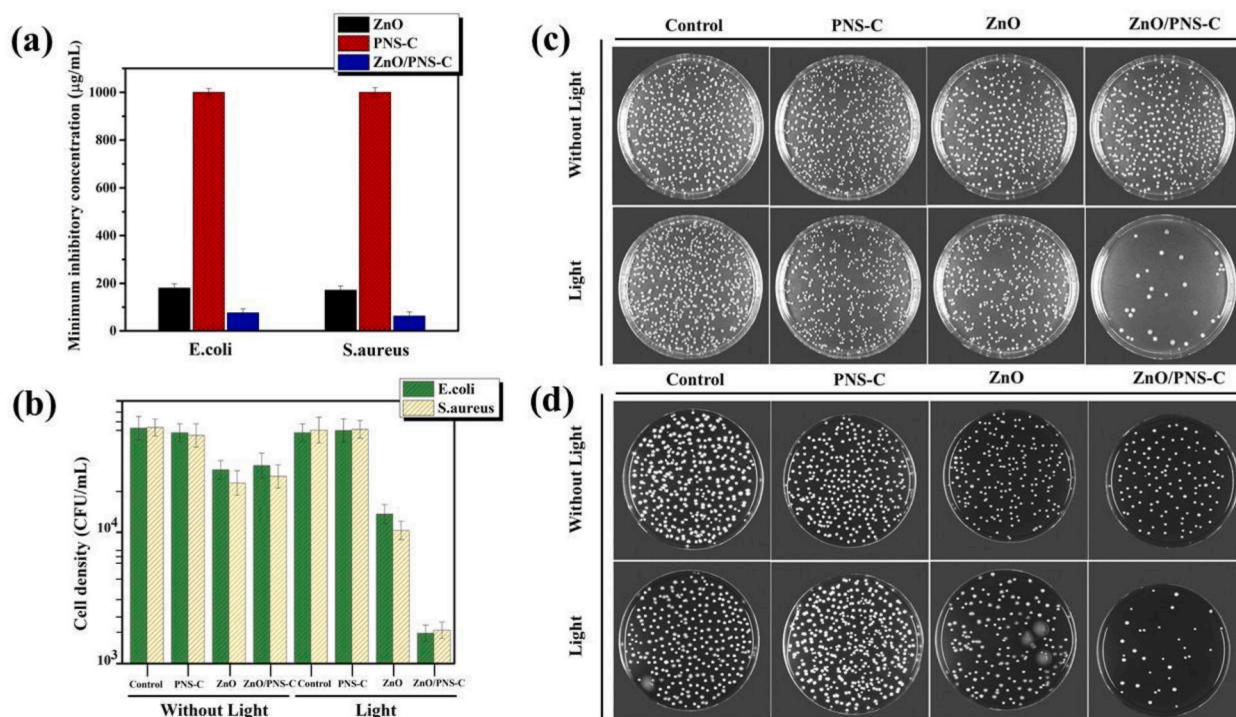 (a)
ZnO
PNS-C
ZnO/PNS-C
Minimum inhibitory concentration (μg/mL)
1000
800
600
400
200
0
E.coli
S.aureus
(b)
E.coli
S.aureus
Cell density (CFU/mL)
10⁴
10³
Control
PNS-C
ZnO
ZnO/PNS-C
Control
PNS-C
ZnO
ZnO/PNS-C
Without Light
Light
(c)
Control
PNS-C
ZnO
ZnO/PNS-C
Without Light
Light
(d)
Control
PNS-C
ZnO
ZnO/PNS-C
Without Light
Light